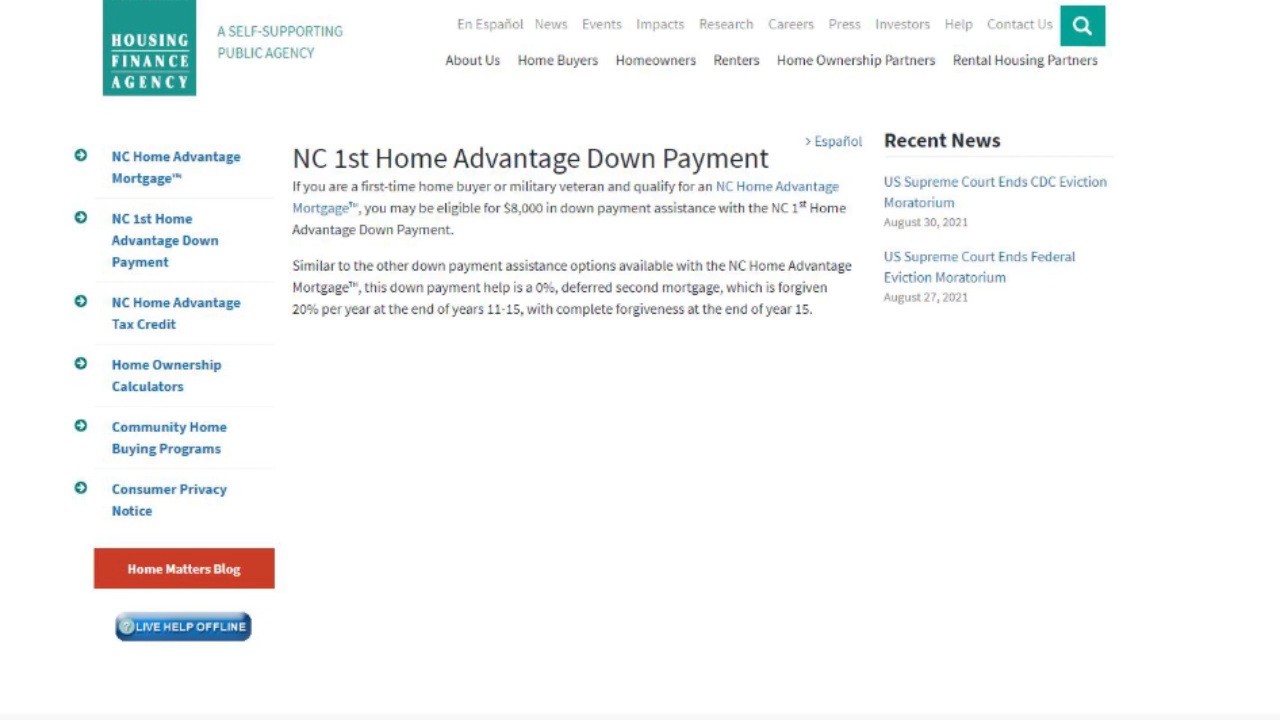 HOUSING
FINANCE
AGENCY
A SELF-SUPPORTING
PUBLIC AGENCY
En Español News Events Impacts Research Careers Press Investors Help Contact Us
About Us Home Buyers Homeowners Renters Home Ownership Partners Rental Housing Partners
NC Home Advantage
Mortgage™
NC 1st Home
Advantage Down
Payment
NC Home Advantage
Tax Credit
Home Ownership
Calculators
Community Home
Buying Programs
Consumer Privacy
Notice
Home Matters Blog
LIVE HELP OFFLINE
> Español
NC 1st Home Advantage Down Payment
If you are a first-time home buyer or military veteran and qualify for an NC Home Advantage
Mortgage™, you may be eligible for $8,000 in down payment assistance with the NC 1st Home
Advantage Down Payment.
Similar to the other down payment assistance options available with the NC Home Advantage
Mortgage™, this down payment help is a 0%, deferred second mortgage, which is forgiven
20% per year at the end of years 11-15, with complete forgiveness at the end of year 15.
Recent News
US Supreme Court Ends CDC Eviction
Moratorium
August 30, 2021
US Supreme Court Ends Federal
Eviction Moratorium
August 27, 2021